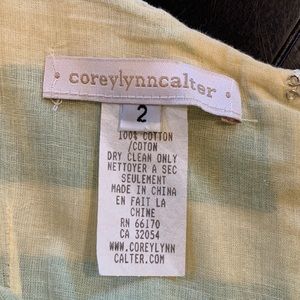 coreylynncalter
2
100% COTTON
/COTON
DRY CLEAN ONLY
NETTOYER A SEC
SEULEMENT
MADE IN CHINA
EN FAIT LA
CHINE
RN 66170
CA 32054
WWW.COREYLYNN
CALTER.COM